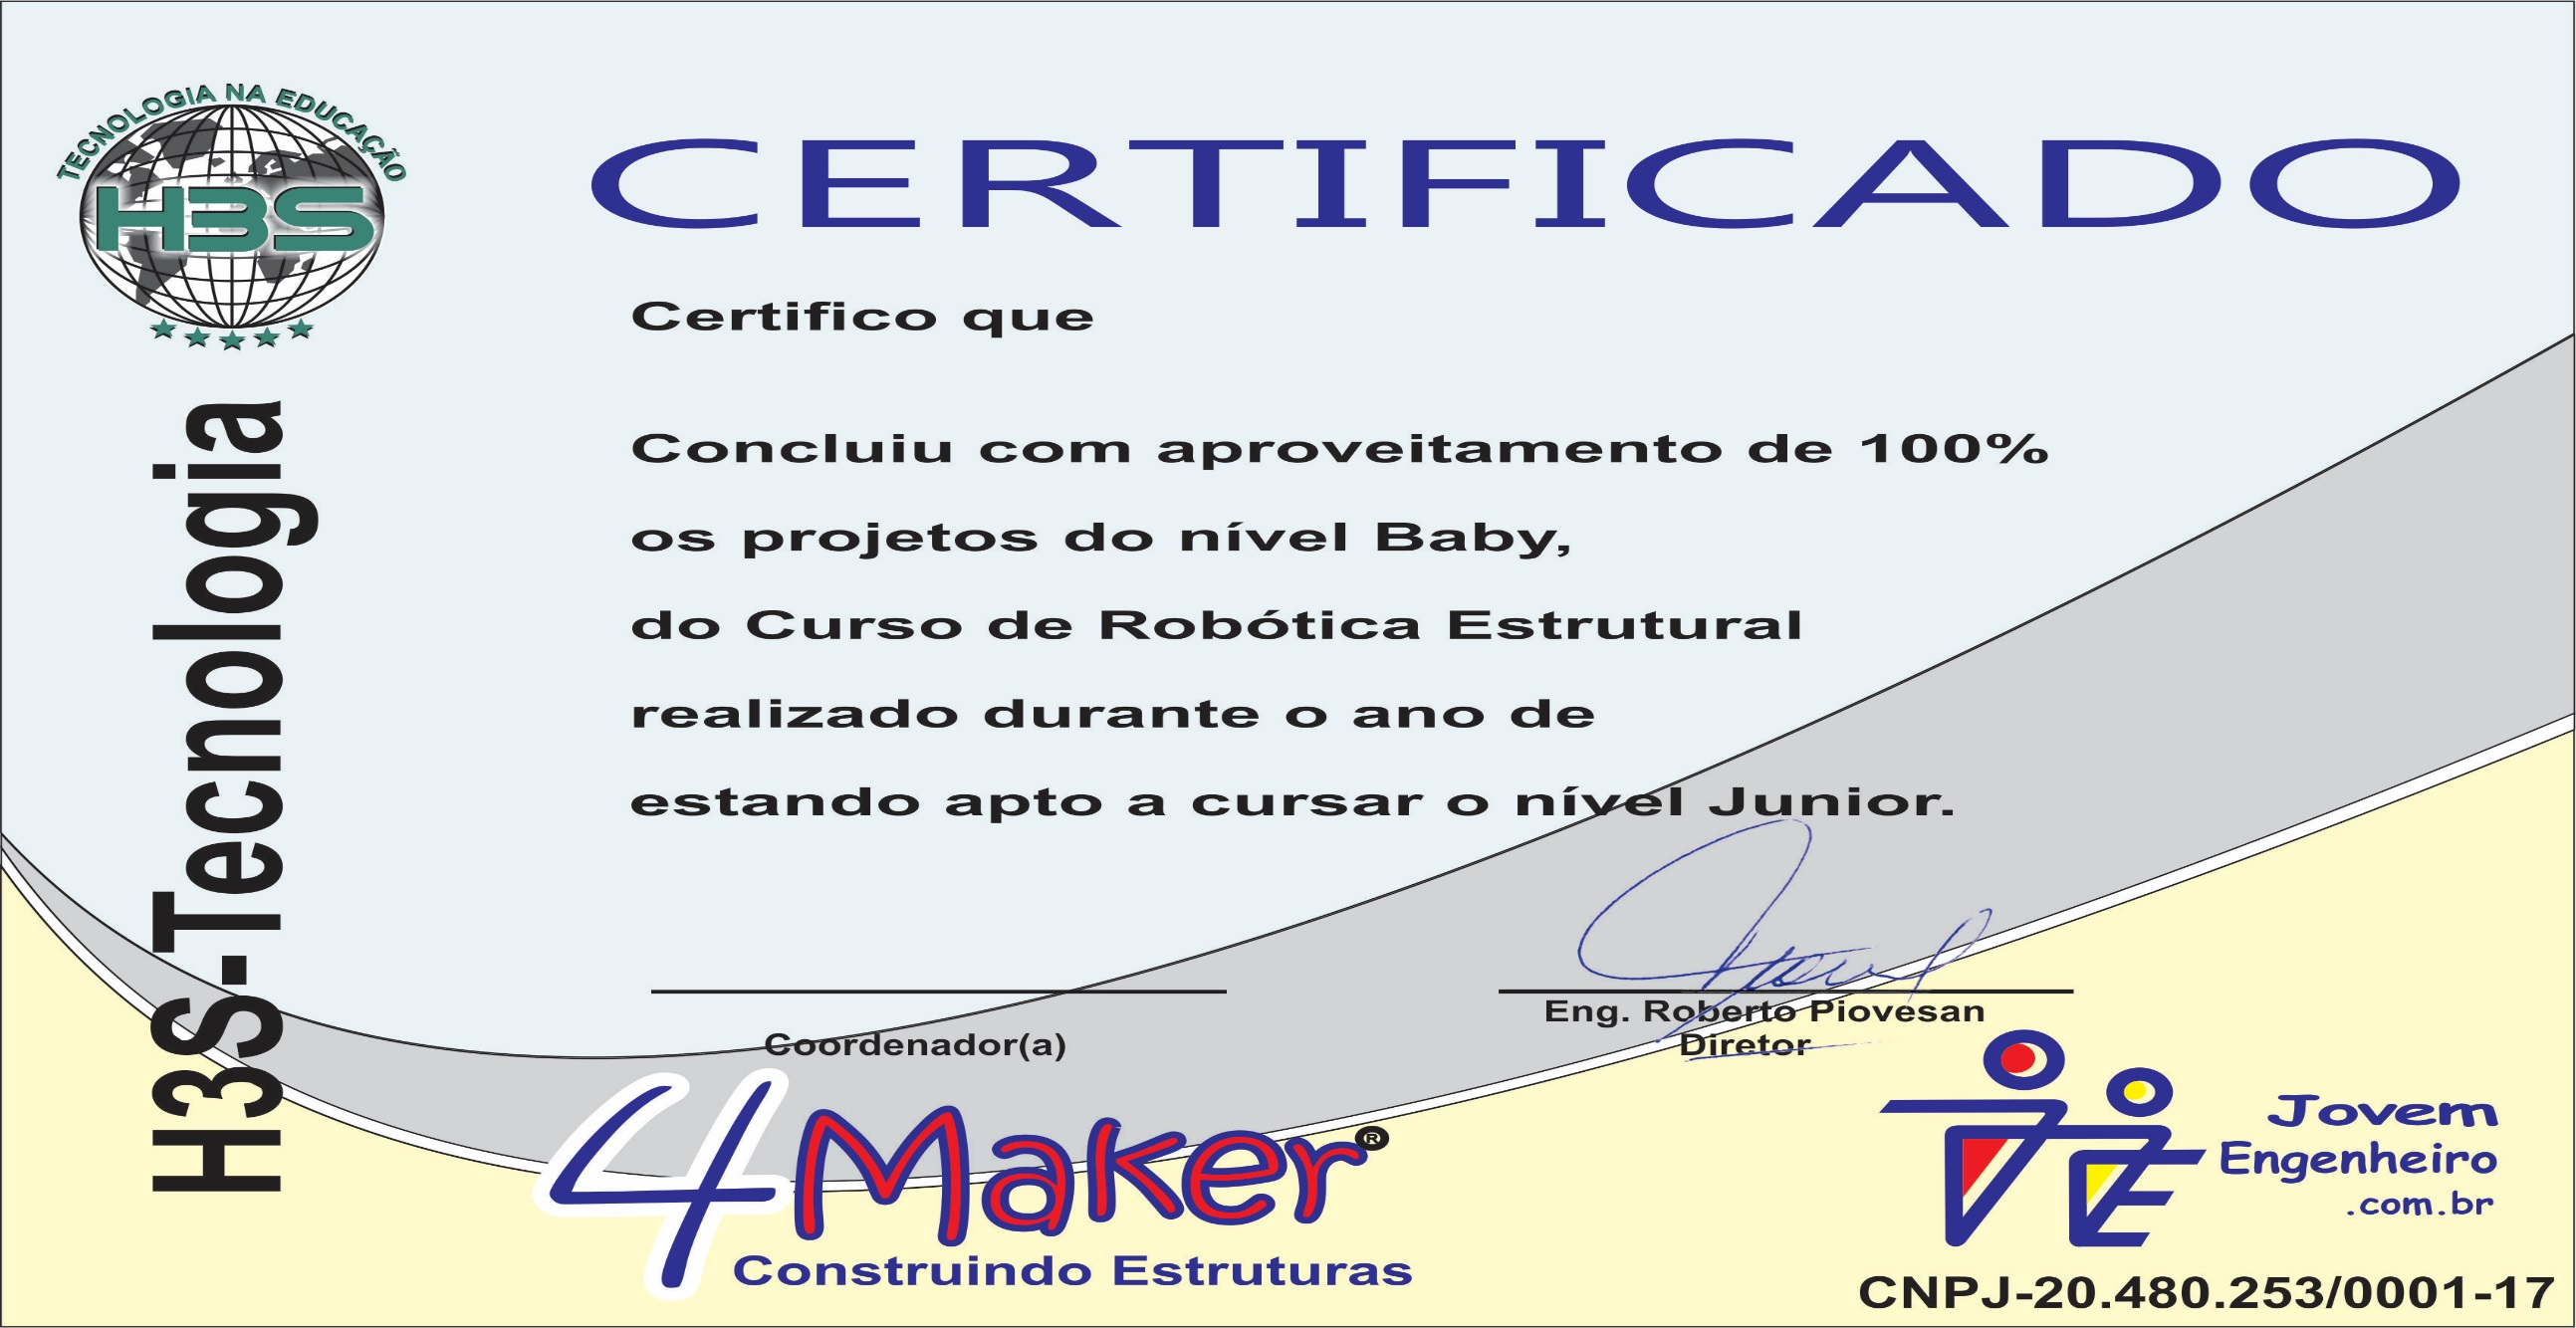 TECNOLOGIA NA EDUCAÇÃO
H3S
H3S-Tecnologia
CERTIFICADO
Certifico que
Concluiu com aproveitamento de 100%
os projetos do nível Baby,
do Curso de Robótica Estrutural
realizado durante o ano de
estando apto a cursar o nível Junior.
Coordenador(a)
Eng. Roberto Piovesan
Diretor
4Maker®
Construindo Estruturas
Jovem
Engenheiro
.com.br
CNPJ-20.480.253/0001-17